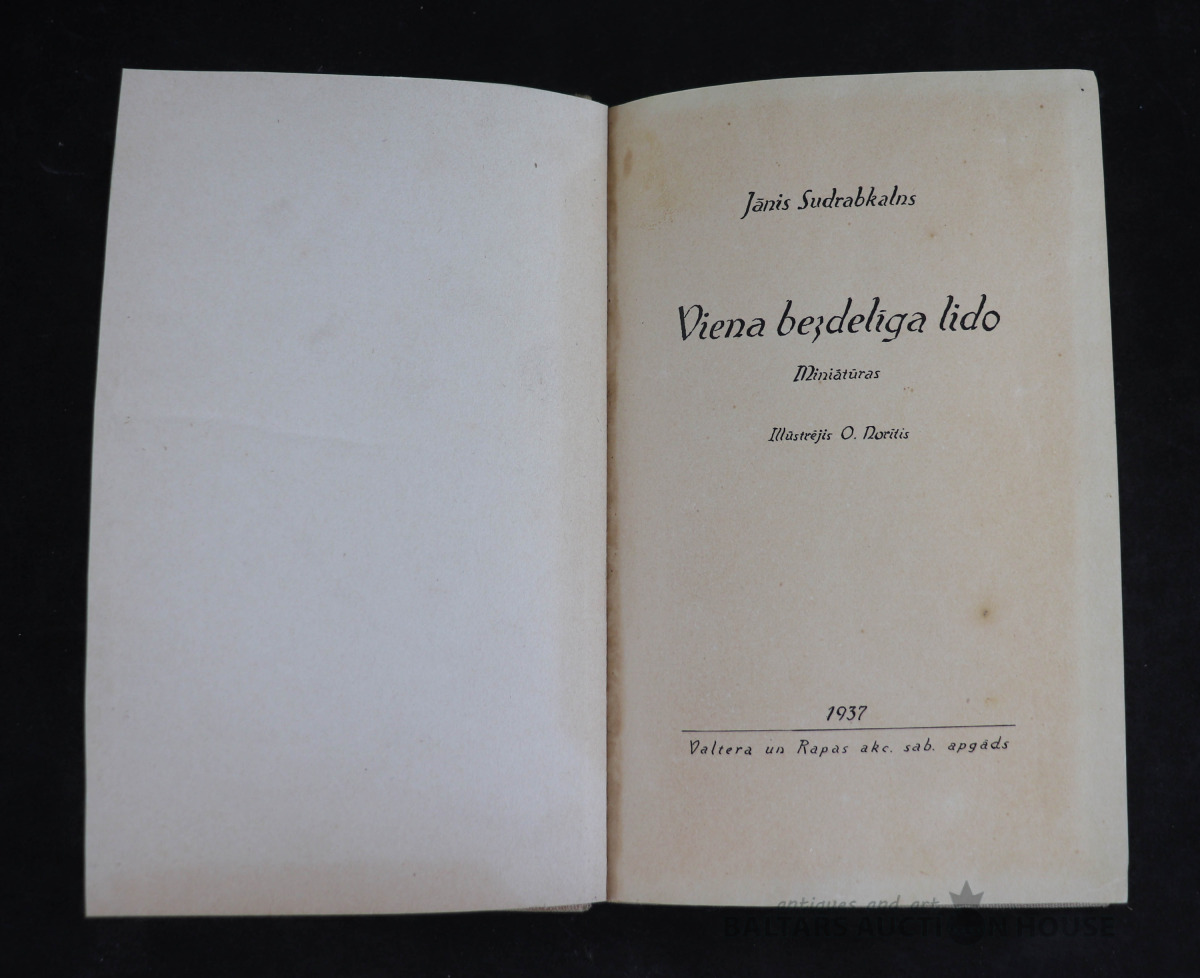 Jānis Sudrabkalns
Viena bezdelīga lido
Miniātūras
Illūstrējis O. Norītis
1937
Valtera un Rapas akc. sab. apgāds
antiques and art
BALTARS AUCTION HOUSE